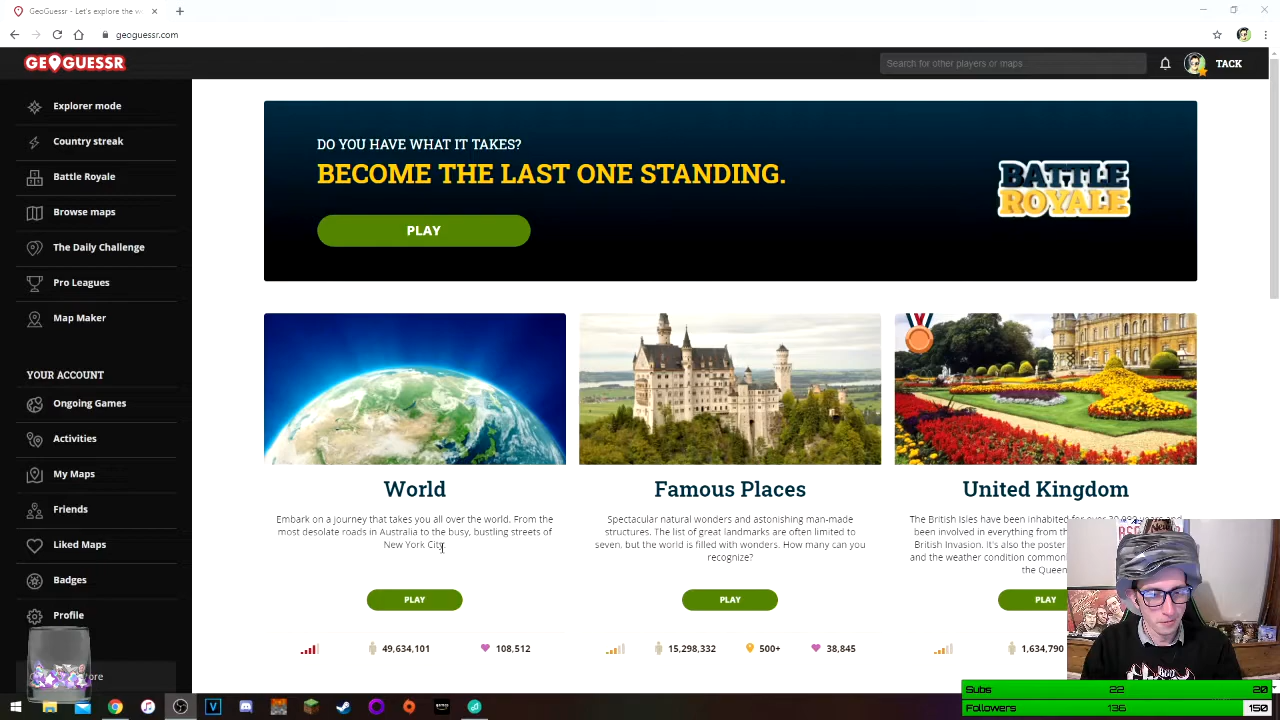 GeoGuessr - Let's explore the w
geoguessr.com
GEOGUESSR
Search for other players or maps
TACK
Explorer mode
Country streak
Battle Royale
Browse maps
The Daily Challenge
Pro Leagues
Map Maker
YOUR ACCOUNT
Ongoing Games
Activities
My Maps
Friends
Liked Maps
Badges
Profile
DO YOU HAVE WHAT IT TAKES?
BECOME THE LAST ONE STANDING.
PLAY
BATTLE
ROYALE
World
Embark on a journey that takes you all over the world. From the
most desolate roads in Australia to the busy, bustling streets of
New York City.
PLAY
49,634,101
108,512
Famous Places
Spectacular natural wonders and astonishing man-made
structures. The list of great landmarks are often limited to
seven, but the world is filled with wonders. How many can you
recognize?
PLAY
15,298,332
500+
38,845
United Kingdom
The British Isles have been inhabited for over
been involved in everything from th
British Invasion. It's also the poster
and the weather condition common
the Queen
PLAY
1,634,790
Subs 22 20
Followers 136 150